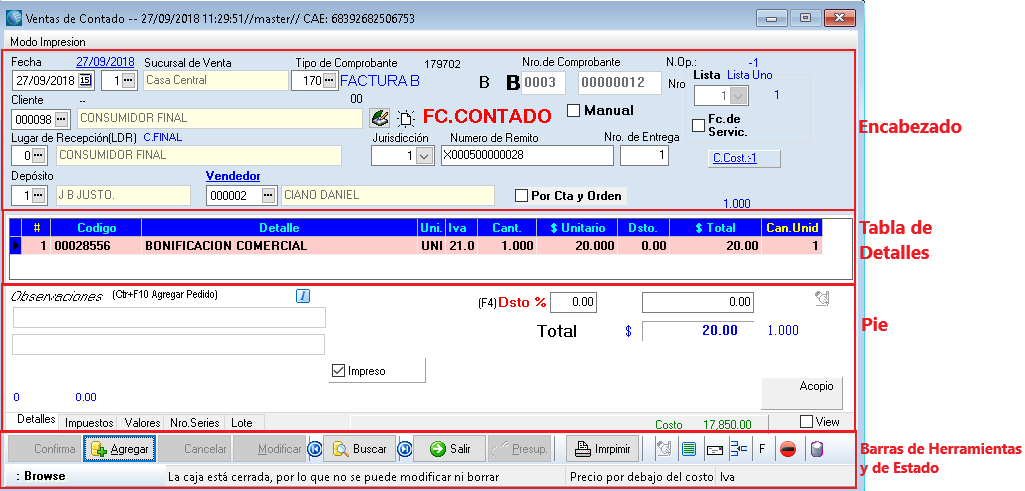 Ventas de Contado -- 27/09/2018 11:29:51//master// CAE: 68392682506753
Modo Impresion
Fecha 27/09/2018 Sucursal de Venta Tipo de Comprobante 179702 Nro.de Comprobante N.Op.: -1
27/09/2018 15 1 Casa Central 170 FACTURA B B B 0003 00000012 Nro
Lista Lista Uno
1 1
Cliente -- 00
000098 CONSUMIDOR FINAL FC.CONTADO Manual
Fc.de
Servic.
Encabezado
Lugar de Recepción(LDR) C.FINAL Jurisdicción Numero de Remito Nro. de Entrega
0 CONSUMIDOR FINAL 1 X000500000028 1 C.Cost.:-1
Depósito Vendedor
1 J B JUSTO. 000002 CIANO DANIEL Por Cta y Orden 1.000
# Codigo Detalle Uni. Iva Cant. $ Unitario Dsto. $ Total Can.Unid
1 00028556 BONIFICACION COMERCIAL UNI 21.0 1.000 20.000 0.00 20.00 1
Tabla de
Detalles
Observaciones (Ctr+F10 Agregar Pedido) i (F4) Dsto % 0.00 0.00
Total $ 20.00 1.000
Pie
Impreso
Acopio
0 0.00
Detalles Impuestos Valores Nro.Series Lote Costo 17,850.00 View
Confirma Agregar Cancelar Modificar Buscar Salir Presup. Imprimir F
: Browse La caja está cerrada, por lo que no se puede modificar ni borrar Precio por debajo del costo Iva
Barras de Herramientas
y de Estado